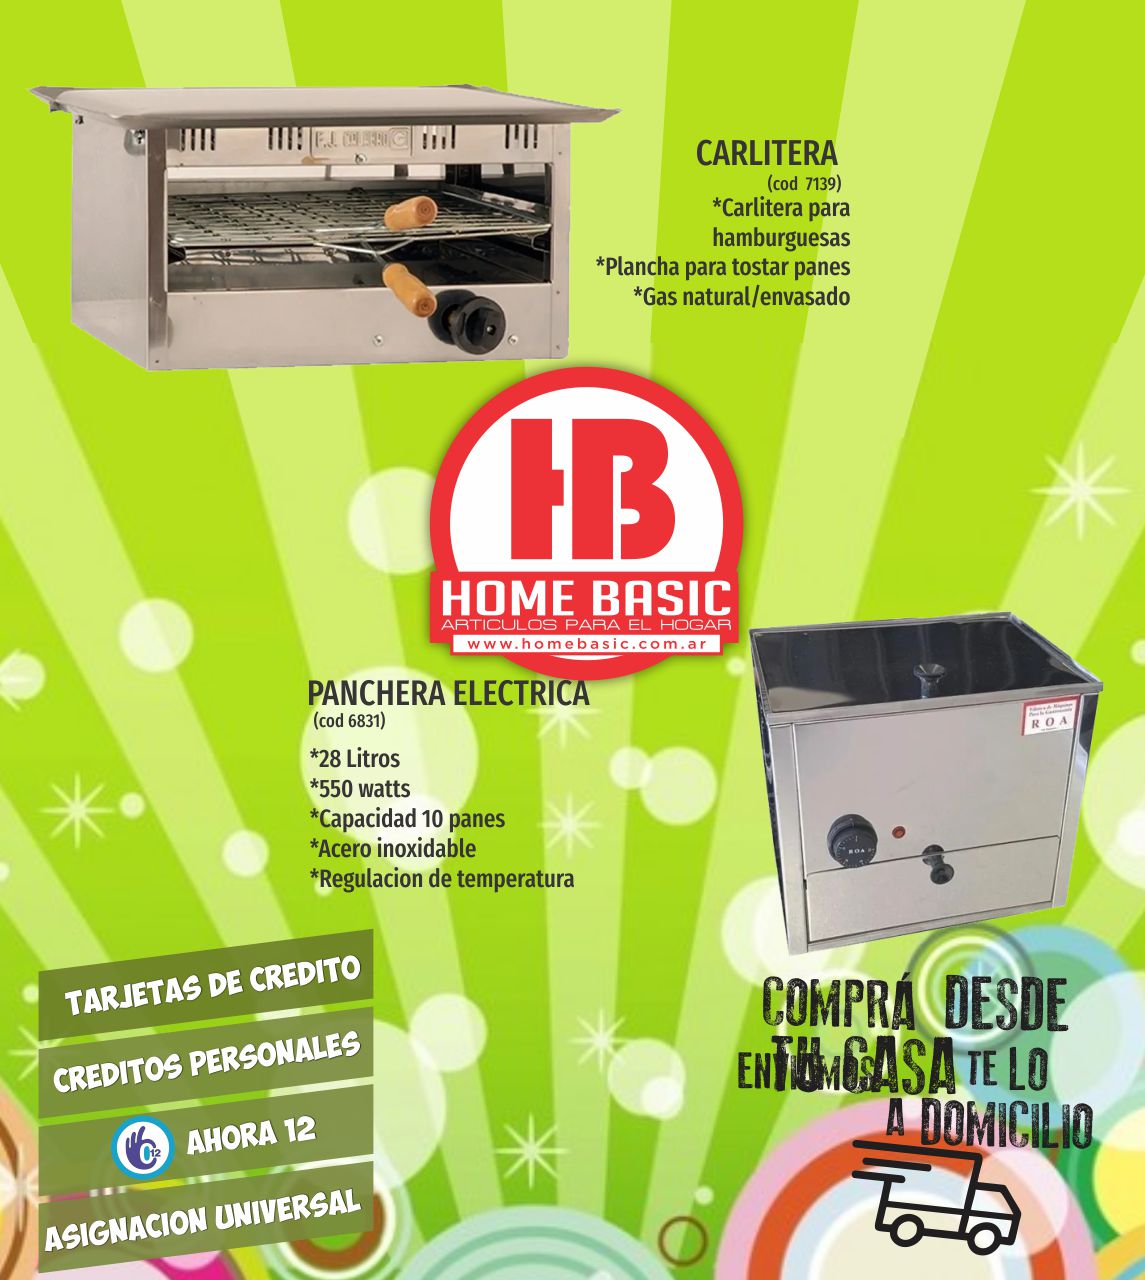 CARLITERA
(cod 7139)
*Carlitera para
hamburguesas
*Plancha para tostar panes
*Gas natural/envasado
HB
HOME BASIC
ARTICULOS PARA EL HOGAR
www.homebasic.com.ar
PANCHERA ELECTRICA
(cod 6831)
*28 Litros
*550 watts
*Capacidad 10 panes
*Acero inoxidable
*Regulacion de temperatura
ROA
ROA
TARJETAS DE CREDITO
CREDITOS PERSONALES
12
AHORA 12
ASIGNACION UNIVERSAL
COMPRÁ DESDE
TU CASA TE LO
A DOMICILIO